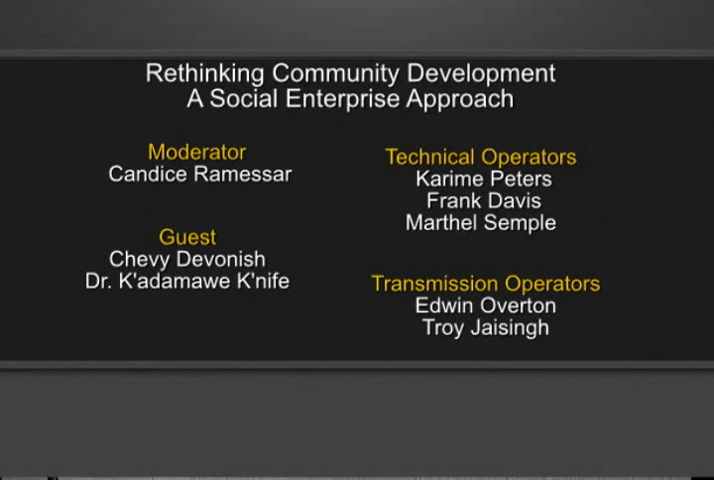 Rethinking Community Development
A Social Enterprise Approach
Moderator
Candice Ramessar
Guest
Chevy Devonish
Dr. K'adamawe K'nife
Technical Operators
Karime Peters
Frank Davis
Marthel Semple
Transmission Operators
Edwin Overton
Troy Jaisingh